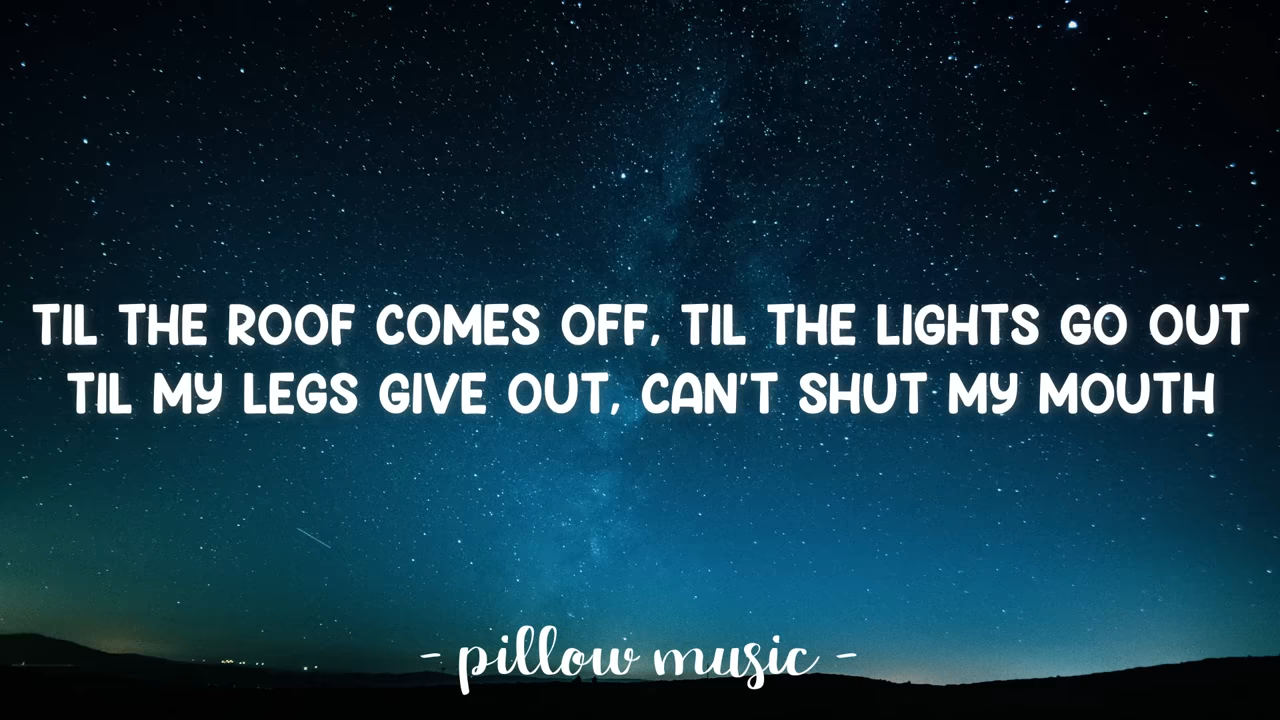 TIL THE ROOF COMES OFF, TIL THE LIGHTS GO OUT
TIL MY LEGS GIVE OUT, CAN'T SHUT MY MOUTH
- pillow music -